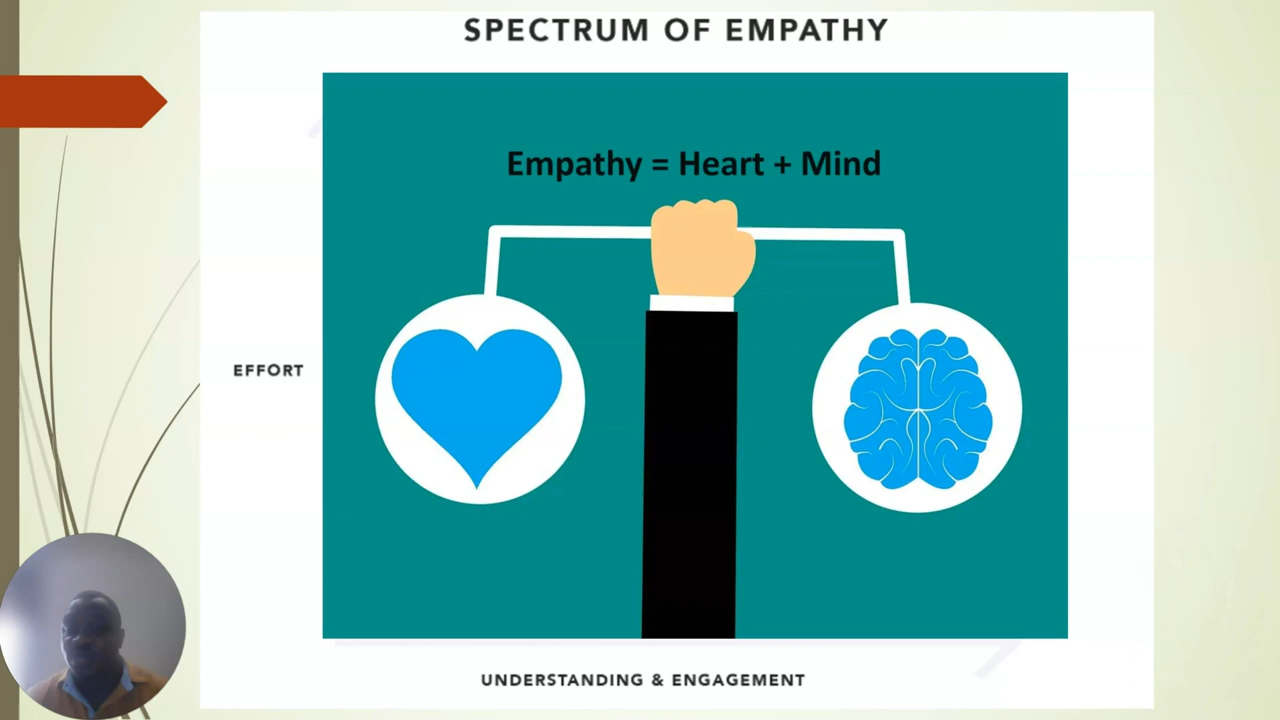 SPECTRUM OF EMPATHY
Empathy = Heart + Mind
EFFORT
UNDERSTANDING & ENGAGEMENT